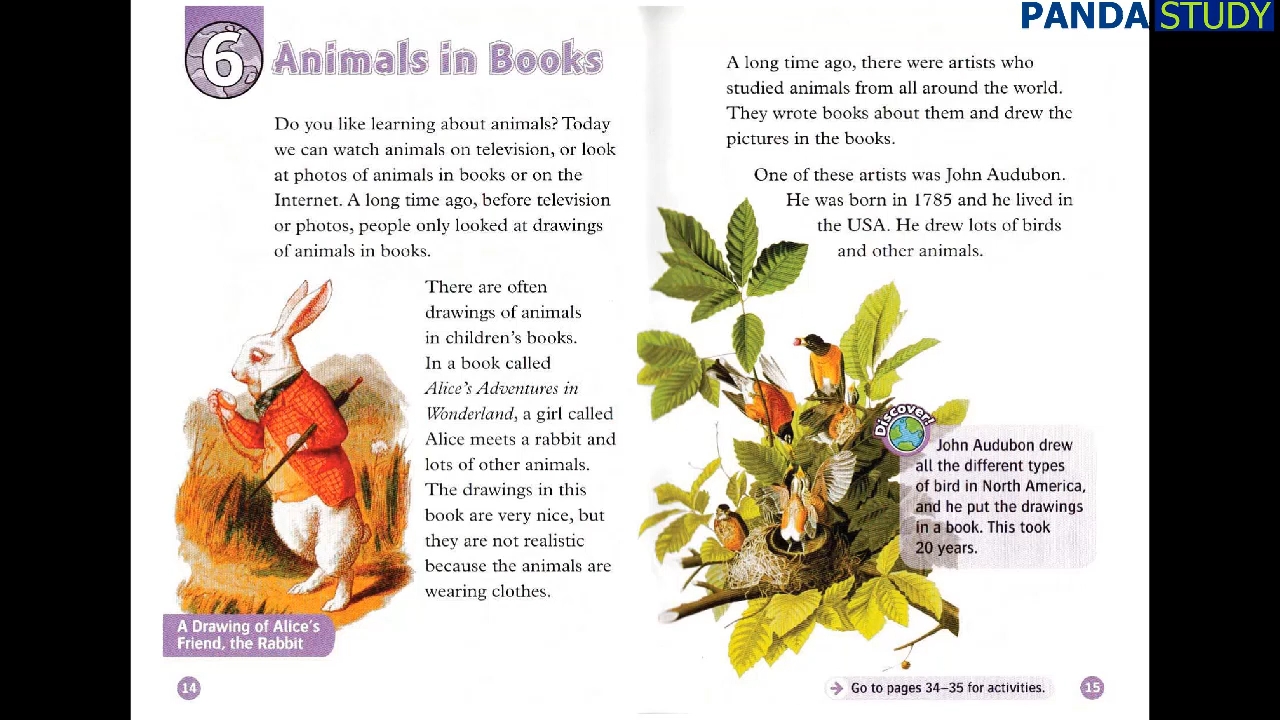 PANDA STUDY
6 Animals in Books
Do you like learning about animals? Today
we can watch animals on television, or look
at photos of animals in books or on the
Internet. A long time ago, before television
or photos, people only looked at drawings
of animals in books.
There are often
drawings of animals
in children's books.
In a book called
Alice's Adventures in
Wonderland, a girl called
Alice meets a rabbit and
lots of other animals.
The drawings in this
book are very nice, but
they are not realistic
because the animals are
wearing clothes.
A Drawing of Alice's
Friend, the Rabbit
14
A long time ago, there were artists who
studied animals from all around the world.
They wrote books about them and drew the
pictures in the books.
One of these artists was John Audubon.
He was born in 1785 and he lived in
the USA. He drew lots of birds
and other animals.
Discover!
John Audubon drew
all the different types
of bird in North America,
and he put the drawings
in a book. This took
20 years.
Go to pages 34–35 for activities.
15